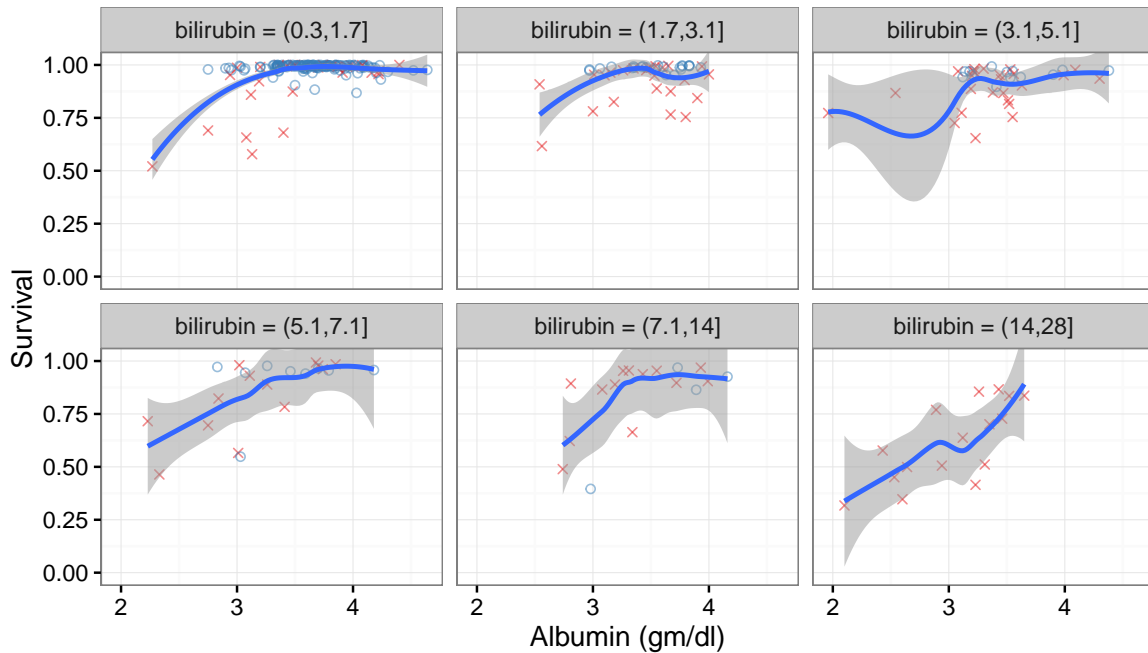 bilirubin = (0.3,1.7]
bilirubin = (1.7,3.1]
bilirubin = (3.1,5.1]
1.00
0.75
0.50
0.25
0.00
2
3
4
bilirubin = (5.1,7.1]
bilirubin = (7.1,14]
bilirubin = (14,28]
1.00
0.75
0.50
0.25
0.00
2
3
4
2
3
4
2
3
4
Survival
Albumin (gm/dl)